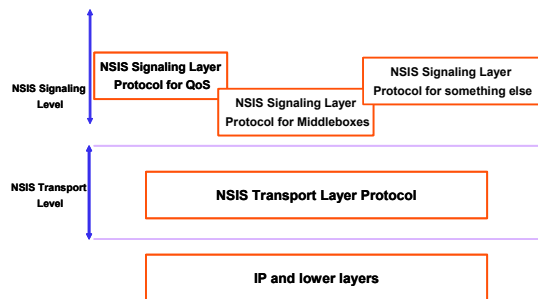 NSIS Signaling
Level
NSIS Signaling Layer
Protocol for QoS
NSIS Signaling Layer
Protocol for Middleboxes
NSIS Signaling Layer
Protocol for something else
NSIS Transport
Level
NSIS Transport Layer Protocol
IP and lower layers